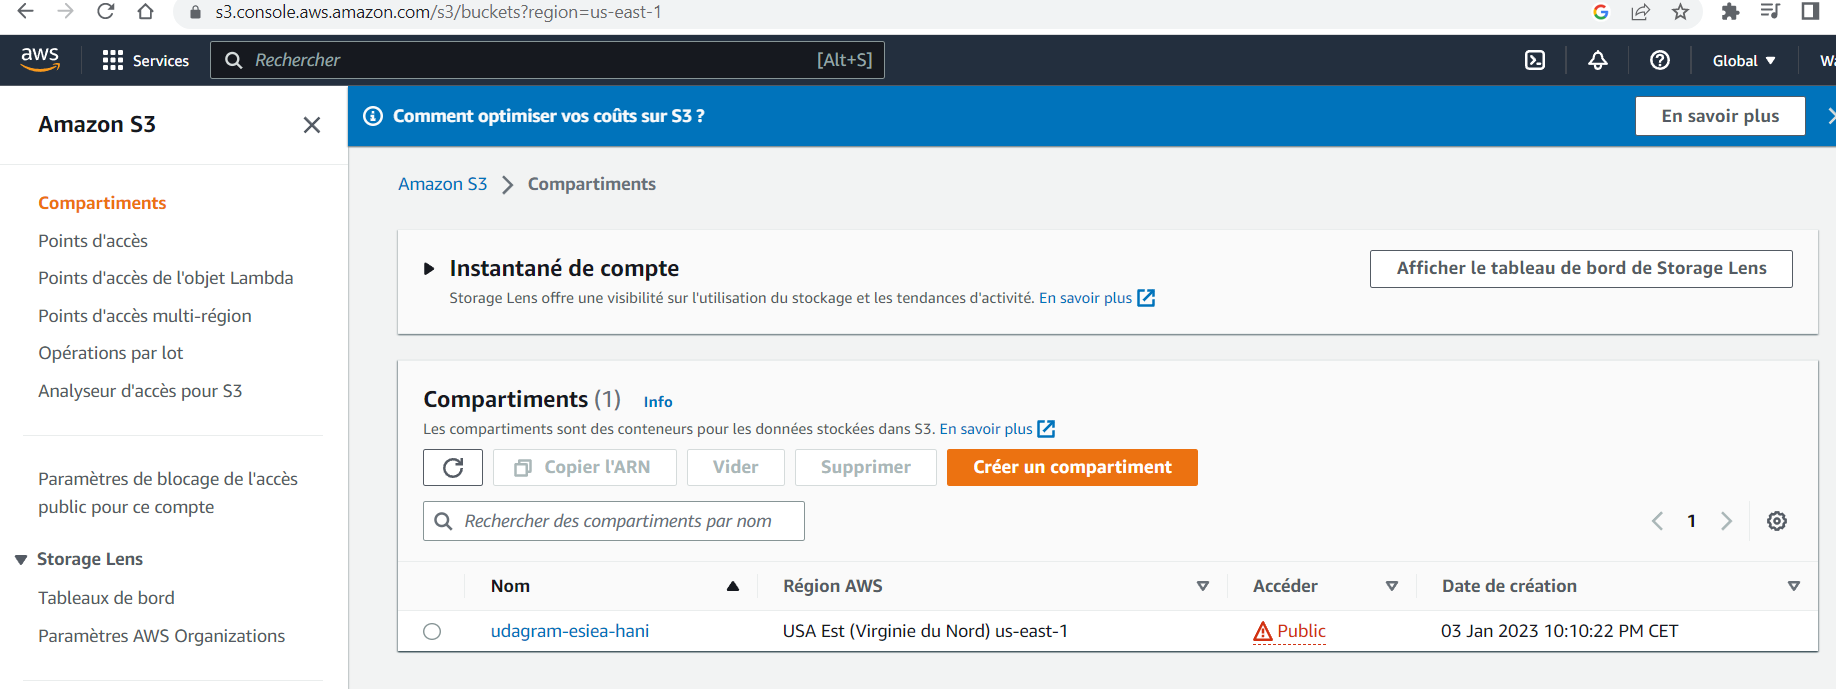 s3.console.aws.amazon.com/s3/buckets?region=us-east-1
aws
Services
Rechercher
[Alt+S]
Global
Amazon S3
Comment optimiser vos coûts sur S3 ?
En savoir plus
Compartiments
Points d'accès
Points d'accès de l'objet Lambda
Points d'accès multi-région
Opérations par lot
Analyseur d'accès pour S3
Paramètres de blocage de l'accès
public pour ce compte
Storage Lens
Tableaux de bord
Paramètres AWS Organizations
Amazon S3 > Compartiments
Instantané de compte
Storage Lens offre une visibilité sur l'utilisation du stockage et les tendances d'activité. En savoir plus
Afficher le tableau de bord de Storage Lens
Compartiments (1) Info
Les compartiments sont des conteneurs pour les données stockées dans S3. En savoir plus
Copier l'ARN Vider Supprimer Créer un compartiment
Rechercher des compartiments par nom
1
Nom Région AWS Accéder Date de création
udagram-esiea-hani USA Est (Virginie du Nord) us-east-1 Public 03 Jan 2023 10:10:22 PM CET